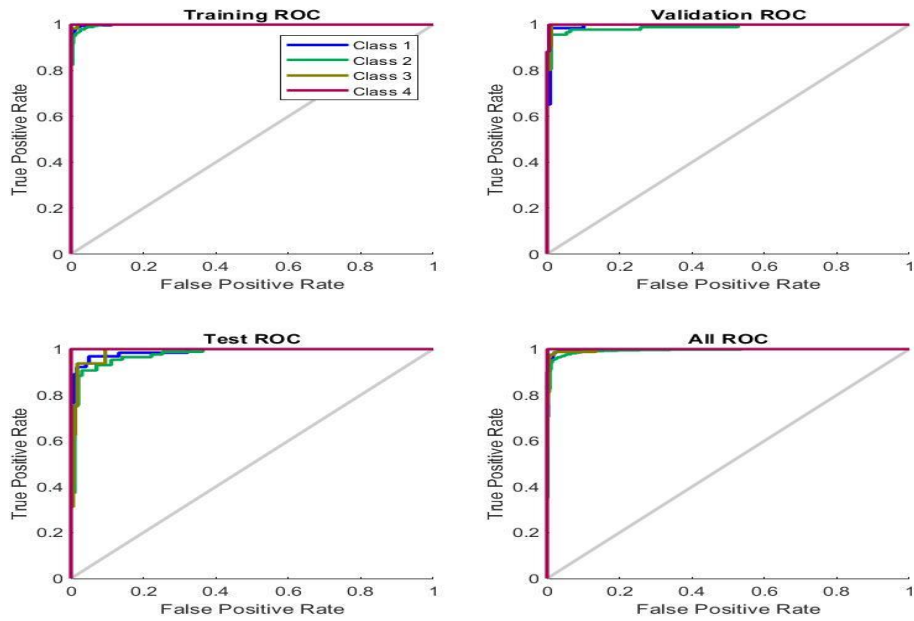 Training ROC
True Positive Rate
1
0.8
0.6
0.4
0.2
0
Class 1
Class 2
Class 3
Class 4
0 0.2 0.4 0.6 0.8 1
False Positive Rate
Validation ROC
True Positive Rate
1
0.8
0.6
0.4
0.2
0
0 0.2 0.4 0.6 0.8 1
False Positive Rate
Test ROC
True Positive Rate
1
0.8
0.6
0.4
0.2
0
0 0.2 0.4 0.6 0.8 1
False Positive Rate
All ROC
True Positive Rate
1
0.8
0.6
0.4
0.2
0
0 0.2 0.4 0.6 0.8 1
False Positive Rate